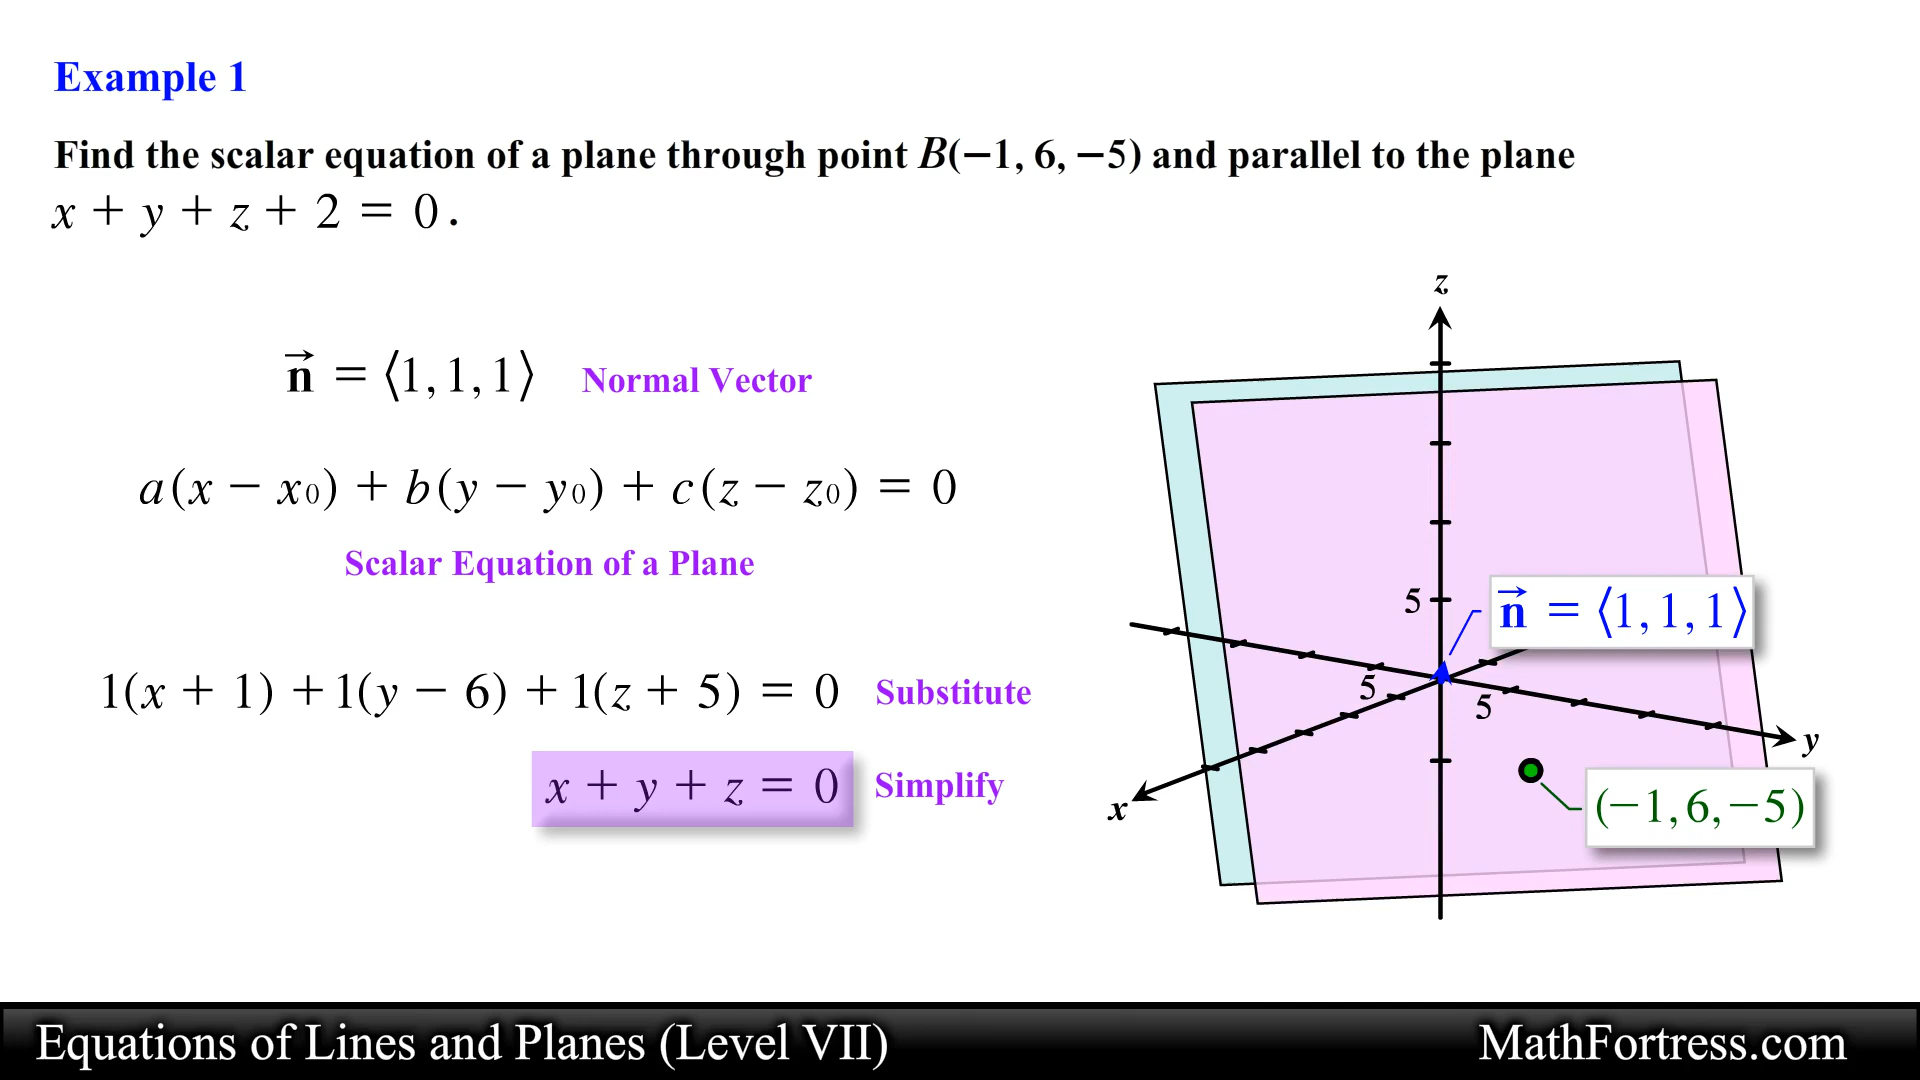 Example 1
Find the scalar equation of a plane through point B(−1, 6, −5) and parallel to the plane
x + y + z + 2 = 0.
n⃗ = ⟨1, 1, 1⟩ Normal Vector
a(x − x₀) + b(y − y₀) + c(z − z₀) = 0
Scalar Equation of a Plane
1(x + 1) + 1(y − 6) + 1(z + 5) = 0 Substitute
x + y + z = 0 Simplify
z
5
n⃗ = ⟨1, 1, 1⟩
5
5
y
x
(−1, 6, −5)
Equations of Lines and Planes (Level VII)
MathFortress.com